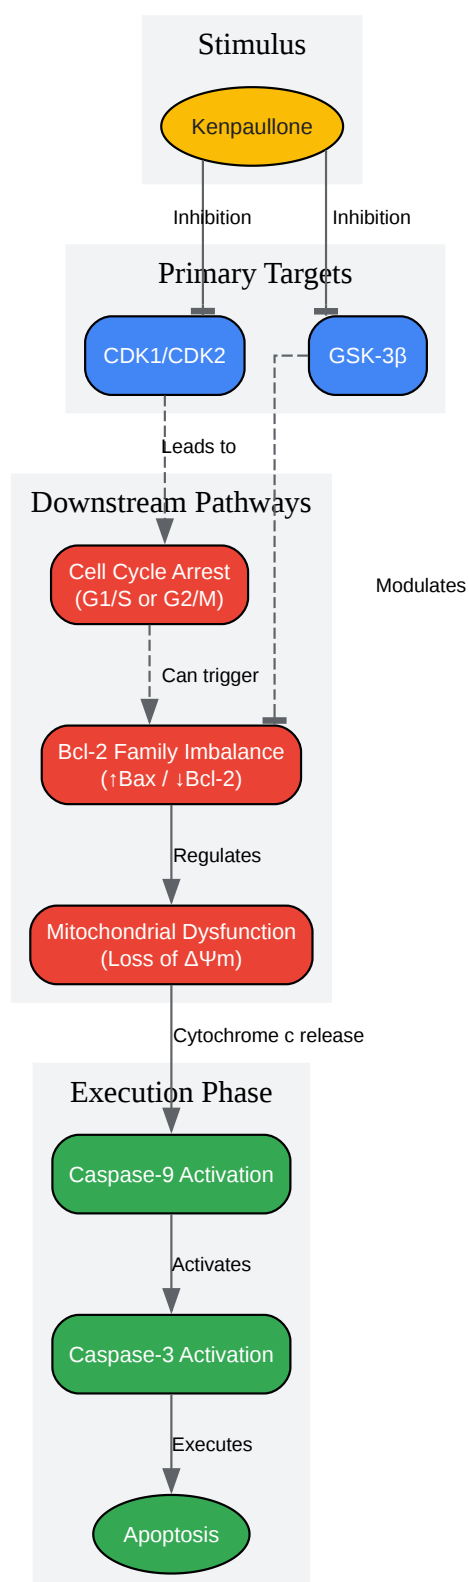 Stimulus
Kenpaullone
Inhibition
Inhibition
Primary Targets
CDK1/CDK2
GSK-3β
Leads to
Downstream Pathways
Cell Cycle Arrest
(G1/S or G2/M)
Modulates
Can trigger
Bcl-2 Family Imbalance
(↑Bax / ↓Bcl-2)
Regulates
Mitochondrial Dysfunction
(Loss of ΔΨm)
Cytochrome c release
Execution Phase
Caspase-9 Activation
Activates
Caspase-3 Activation
Executes
Apoptosis